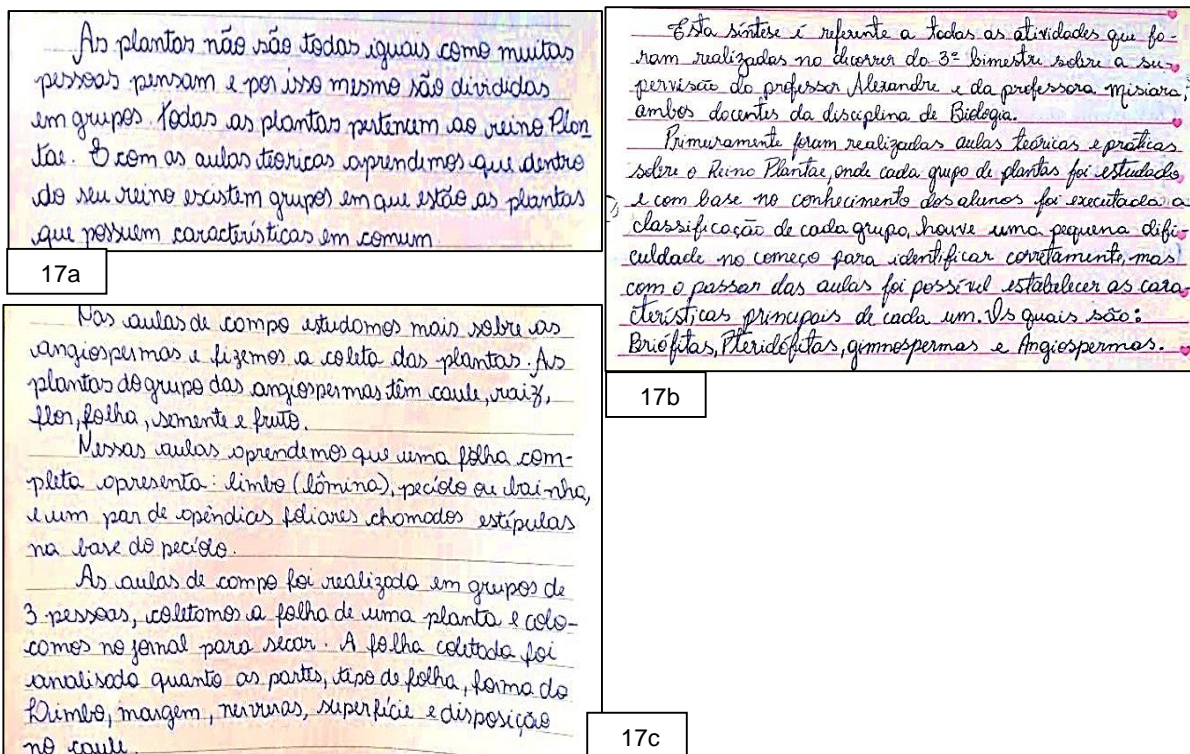 As plantas não são todas iguais como muitas
pessoas pensam e por isso mesmo são divididas
em grupos. Todas as plantas pertencem ao reino Plan
tae. E com as aulas teóricas aprendemos que dentro
do seu reino existem grupos em que estão as plantas
que possuem características em comum.
17a
Esta síntese é referente a todas as atividades que fo-
ram realizadas no decorrer do 3º bimestre sobre a su-
pervisão do professor Alexandre e da professora Misiara,
ambos docentes da disciplina de Biologia.
Primeiramente foram realizadas aulas teóricas e práticas
sobre o Reino Plantae, onde cada grupo de plantas foi estudado
e com base no conhecimento dos alunos foi executada a
classificação de cada grupo, houve uma pequena difi-
culdade no começo para identificar corretamente, mas
com o passar das aulas foi possível estabelecer as cara-
cterísticas principais de cada um. Os quais são:
Briófitas, Pteridófitas, gimnospermas e Angiospermas.
17b
Nas aulas de campo estudamos mais sobre as
angiospermas e fizemos a coleta das plantas. As
plantas do grupo das angiospermas têm caule, raiz,
flor, folha, semente e fruto.
Nessas aulas aprendemos que uma folha com-
pleta apresenta: limbo (lâmina), pecíolo ou bainha,
e um par de apêndices foliares chamados estípulas
na base do pecíolo.
As aulas de campo foi realizada em grupos de
3 pessoas, coletamos a folha de uma planta e colo-
camos no jornal para secar. A folha coletada foi
analisada quanto as partes, tipo de folha, forma do
Limbo, margem, nervuras, superfície e disposição
no caule.
17c